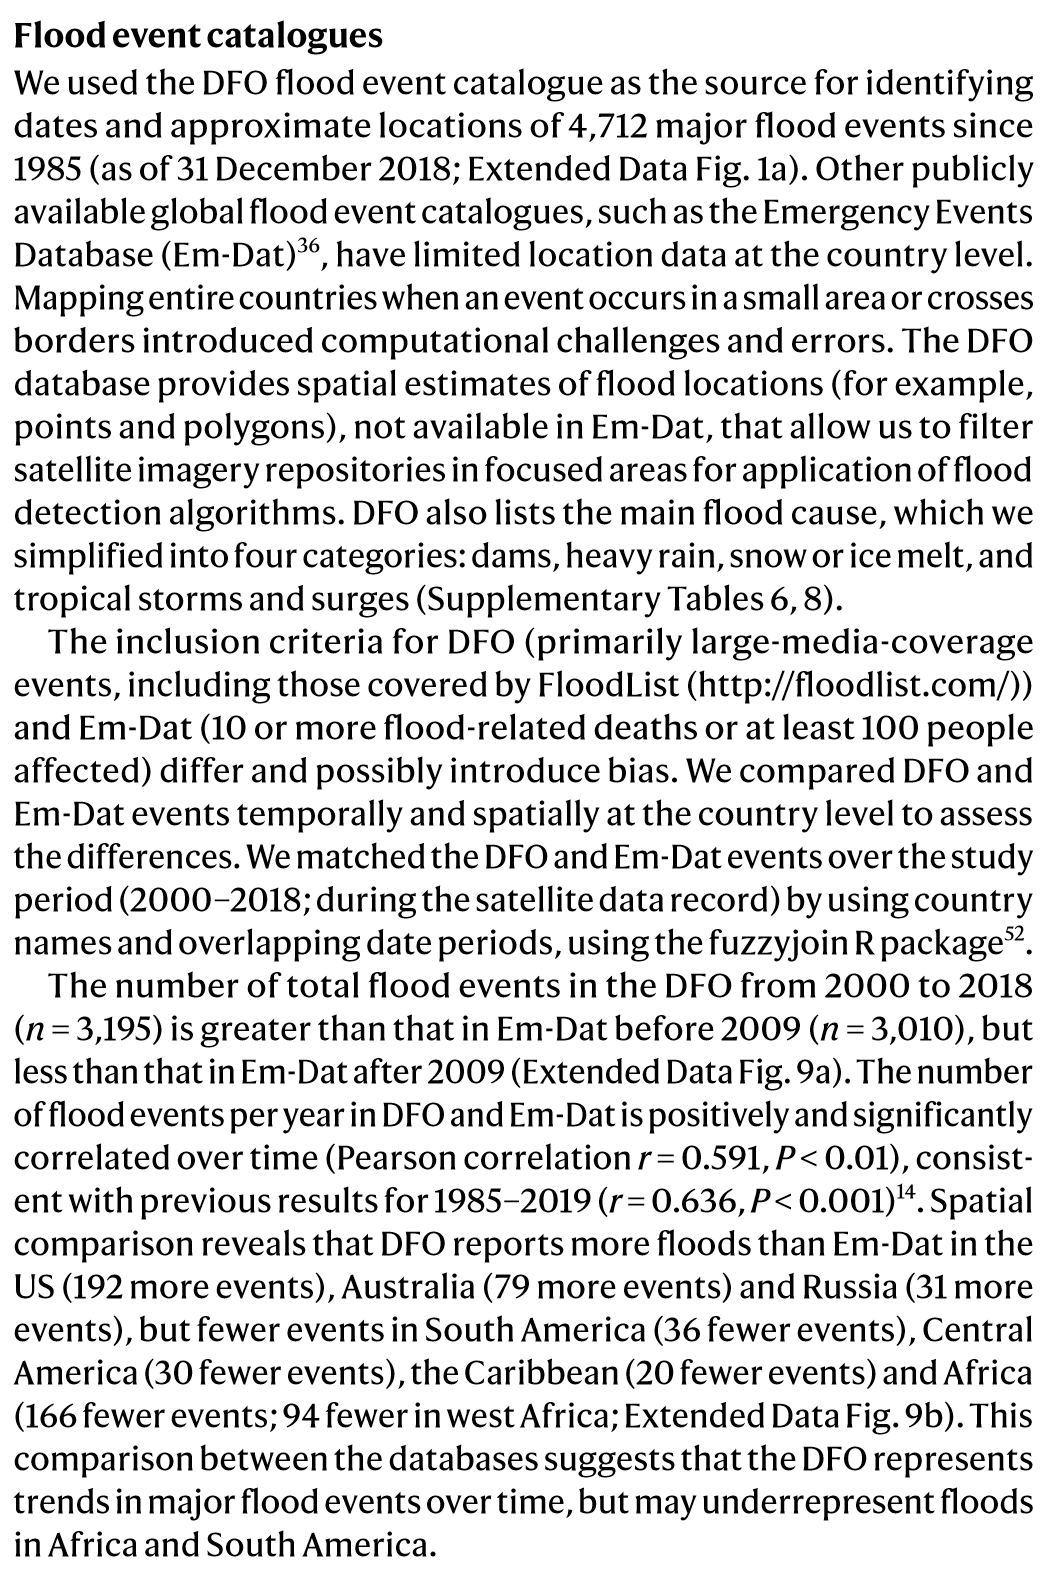 Flood event catalogues
We used the DFO flood event catalogue as the source for identifying
dates and approximate locations of 4,712 major flood events since
1985 (as of 31 December 2018; Extended Data Fig. 1a). Other publicly
available global flood event catalogues, such as the Emergency Events
Database (Em-Dat)36, have limited location data at the country level.
Mapping entire countries when an event occurs in a small area or crosses
borders introduced computational challenges and errors. The DFO
database provides spatial estimates of flood locations (for example,
points and polygons), not available in Em-Dat, that allow us to filter
satellite imagery repositories in focused areas for application of flood
detection algorithms. DFO also lists the main flood cause, which we
simplified into four categories: dams, heavy rain, snow or ice melt, and
tropical storms and surges (Supplementary Tables 6, 8).
The inclusion criteria for DFO (primarily large-media-coverage
events, including those covered by FloodList (http://floodlist.com/))
and Em-Dat (10 or more flood-related deaths or at least 100 people
affected) differ and possibly introduce bias. We compared DFO and
Em-Dat events temporally and spatially at the country level to assess
the differences. We matched the DFO and Em-Dat events over the study
period (2000–2018; during the satellite data record) by using country
names and overlapping date periods, using the fuzzyjoin R package52.
The number of total flood events in the DFO from 2000 to 2018
(n = 3,195) is greater than that in Em-Dat before 2009 (n = 3,010), but
less than that in Em-Dat after 2009 (Extended Data Fig. 9a). The number
of flood events per year in DFO and Em-Dat is positively and significantly
correlated over time (Pearson correlation r = 0.591, P < 0.01), consist-
ent with previous results for 1985–2019 (r = 0.636, P < 0.001)14. Spatial
comparison reveals that DFO reports more floods than Em-Dat in the
US (192 more events), Australia (79 more events) and Russia (31 more
events), but fewer events in South America (36 fewer events), Central
America (30 fewer events), the Caribbean (20 fewer events) and Africa
(166 fewer events; 94 fewer in west Africa; Extended Data Fig. 9b). This
comparison between the databases suggests that the DFO represents
trends in major flood events over time, but may underrepresent floods
in Africa and South America.